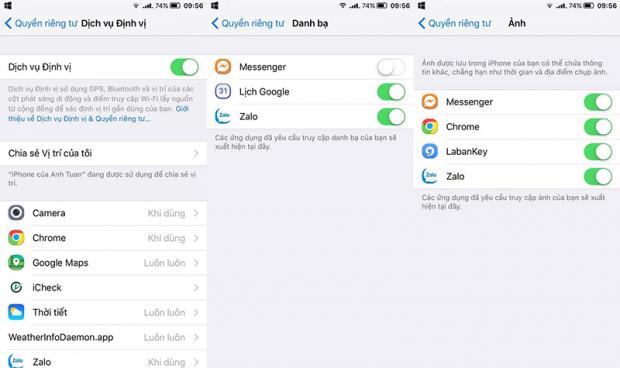 74% 09:56
Quyền riêng tư Dịch vụ Định vị
Dịch vụ Định vị
Dịch vụ Định vị sử dụng GPS, Bluetooth và vị trí của các
cột phát sóng di động và điểm truy cập Wi-Fi lấy nguồn
từ cộng đồng để xác định vị trí gần đúng của bạn. Giới
thiệu về Dịch vụ Định vị & Quyền riêng tư...
Chia sẻ Vị trí của tôi
"iPhone của Anh Tuan" đang được sử dụng để chia sẻ vị
trí.
Camera Khi dùng
Chrome Khi dùng
Google Maps Luôn luôn
iCheck
Thời tiết Luôn luôn
WeatherInfoDaemon.app Luôn luôn
Zalo Khi dùng
74% 09:56
Quyền riêng tư Danh bạ
Messenger
31 Lịch Google
Zalo Zalo
Các ứng dụng đã yêu cầu truy cập danh bạ của bạn sẽ
xuất hiện tại đây.
74% 09:56
Quyền riêng tư Ảnh
Ảnh được lưu trong iPhone của bạn có thể chứa thông
tin khác, chẳng hạn như thời gian và địa điểm chụp ảnh.
Messenger
Chrome
LabanKey
Zalo Zalo
Các ứng dụng đã yêu cầu truy cập ảnh của bạn sẽ xuất
hiện tại đây.